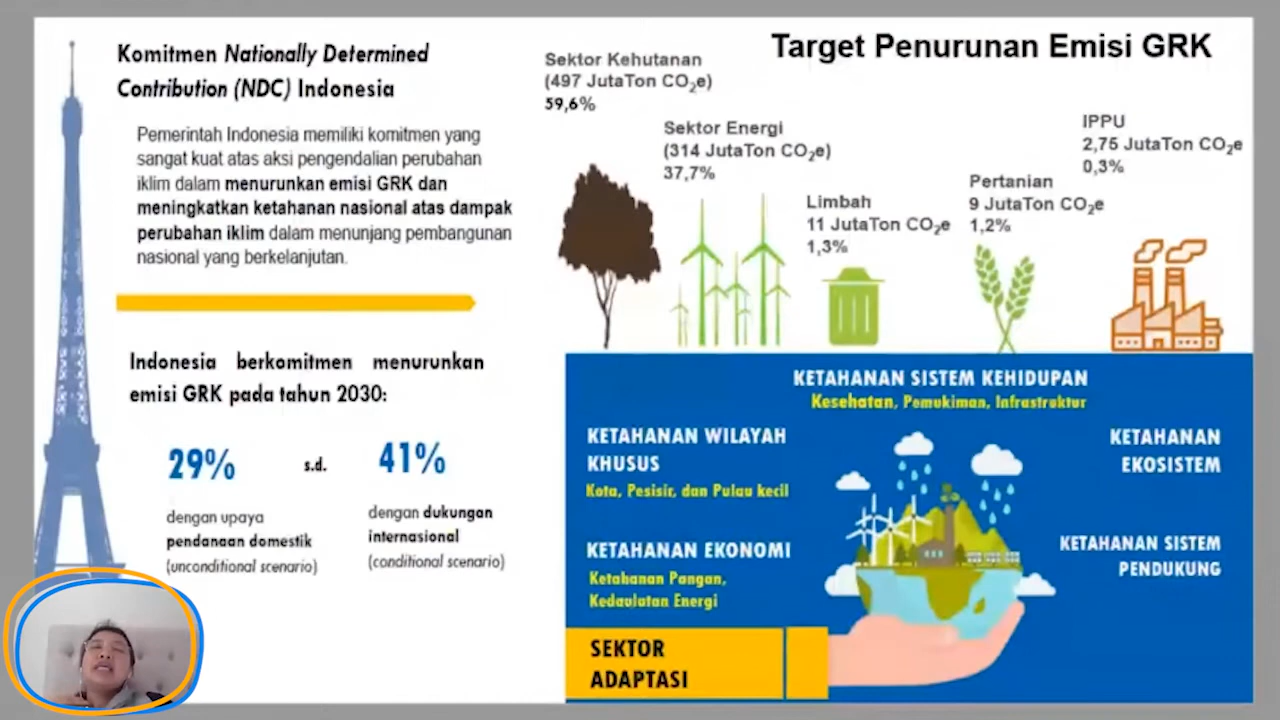 Komitmen Nationally Determined
Contribution (NDC) Indonesia
Pemerintah Indonesia memiliki komitmen yang
sangat kuat atas aksi pengendalian perubahan
iklim dalam menurunkan emisi GRK dan
meningkatkan ketahanan nasional atas dampak
perubahan iklim dalam menunjang pembangunan
nasional yang berkelanjutan.
Indonesia berkomitmen menurunkan
emisi GRK pada tahun 2030:
29%
s.d.
41%
dengan upaya
pendanaan domestik
(unconditional scenario)
dengan dukungan
internasional
(conditional scenario)
Target Penurunan Emisi GRK
Sektor Kehutanan
(497 JutaTon CO₂e)
59,6%
Sektor Energi
(314 JutaTon CO₂e)
37,7%
Limbah
11 JutaTon CO₂e
1,3%
Pertanian
9 JutaTon CO₂e
1,2%
IPPU
2,75 JutaTon CO₂e
0,3%
KETAHANAN SISTEM KEHIDUPAN
Kesehatan, Pemukiman, Infrastruktur
KETAHANAN WILAYAH
KHUSUS
Kota, Pesisir, dan Pulau kecil
KETAHANAN
EKOSISTEM
KETAHANAN EKONOMI
Ketahanan Pangan,
Kedaulatan Energi
KETAHANAN SISTEM
PENDUKUNG
SEKTOR
ADAPTASI